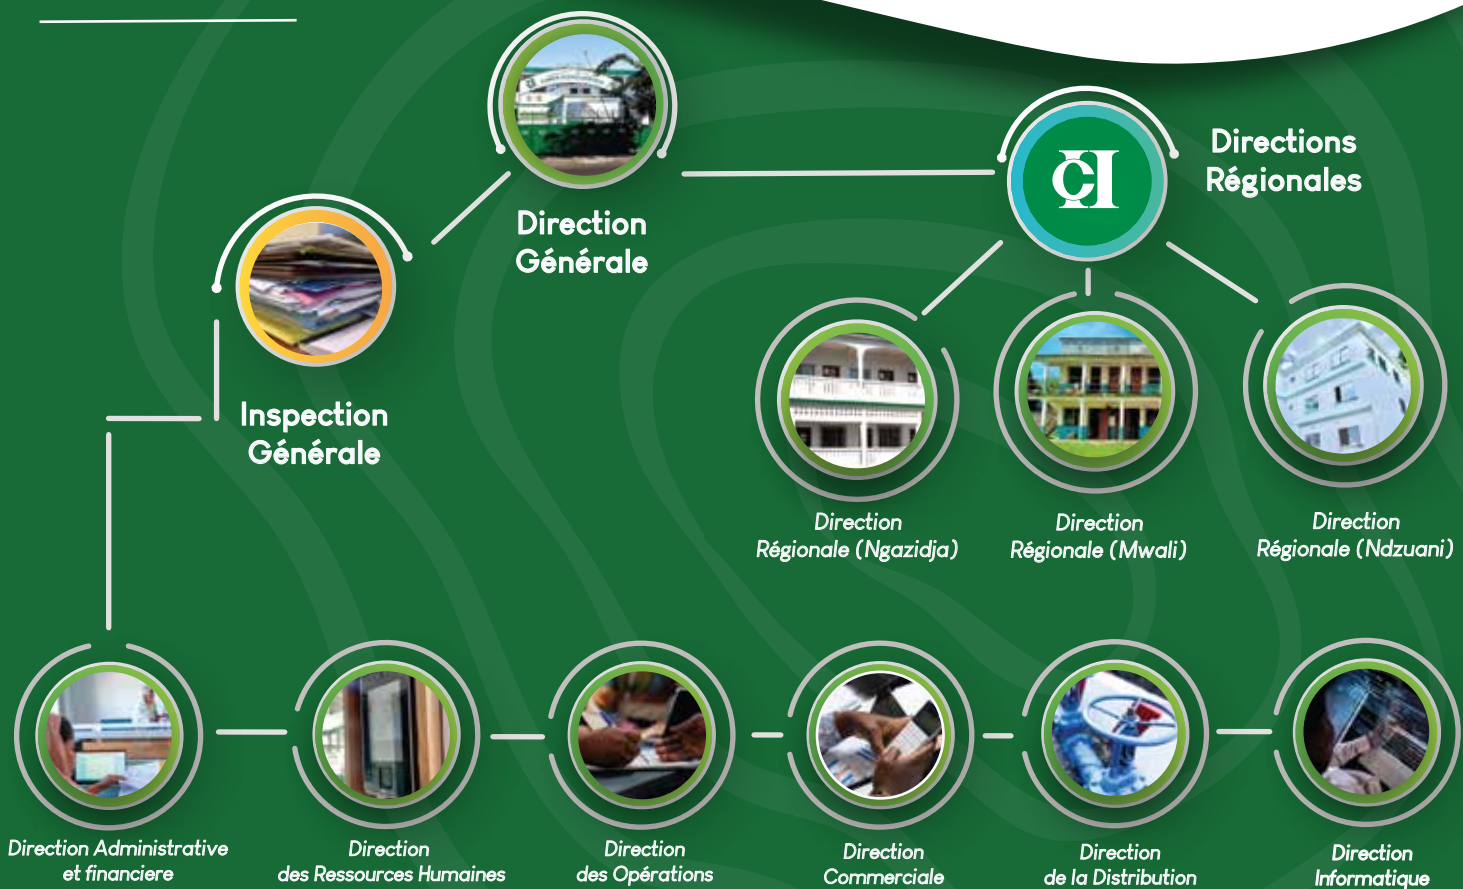 Direction
Générale
Directions
Régionales
Inspection
Générale
Direction
Régionale (Ngazidja)
Direction
Régionale (Mwali)
Direction
Régionale (Ndzuani)
Direction Administrative
et financiere
Direction
des Ressources Humaines
Direction
des Opérations
Direction
Commerciale
Direction
de la Distribution
Direction
Informatique